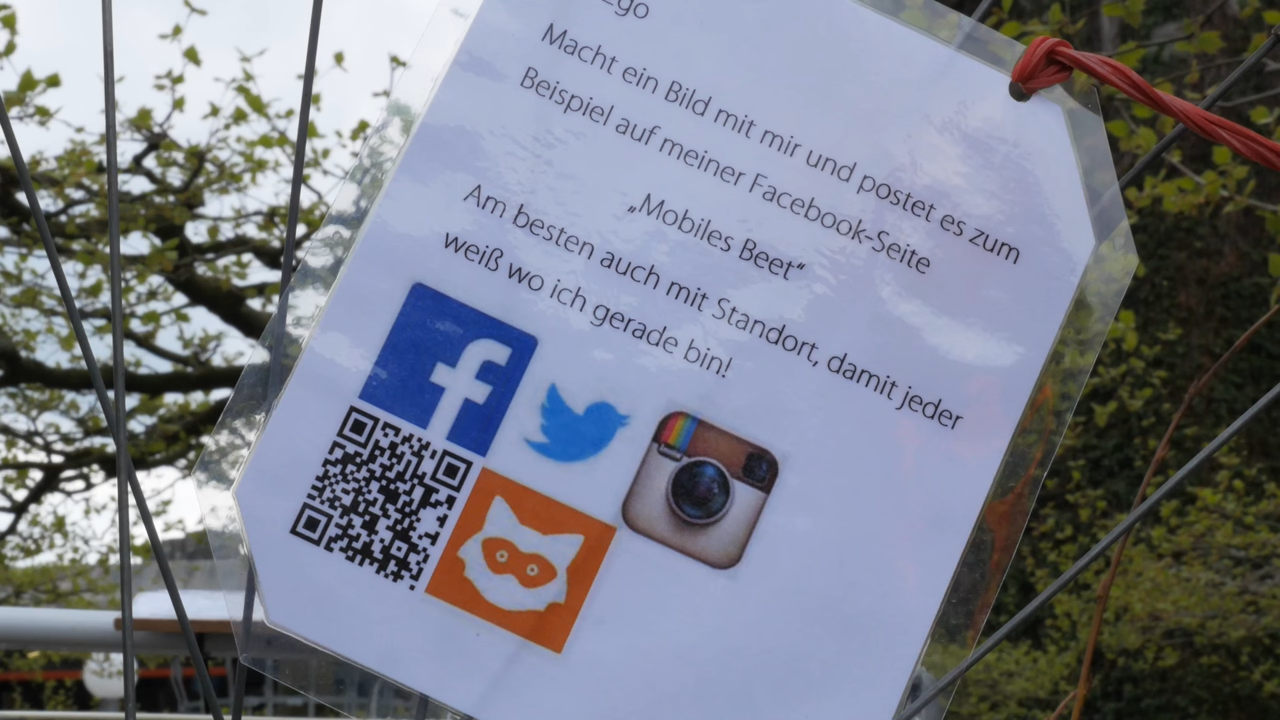 Macht ein Bild mit mir und postet es zum
Beispiel auf meiner Facebook-Seite
„Mobiles Beet“
Am besten auch mit Standort, damit jeder
weiß wo ich gerade bin!
f